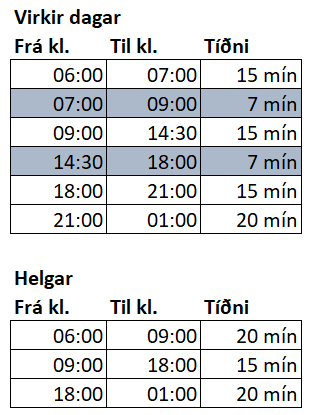 Virkir dagar
Frá kl. Til kl. Tíðni
06:00 07:00 15 mín
07:00 09:00 7 mín
09:00 14:30 15 mín
14:30 18:00 7 mín
18:00 21:00 15 mín
21:00 01:00 20 mín
Helgar
Frá kl. Til kl. Tíðni
06:00 09:00 20 mín
09:00 18:00 15 mín
18:00 01:00 20 mín